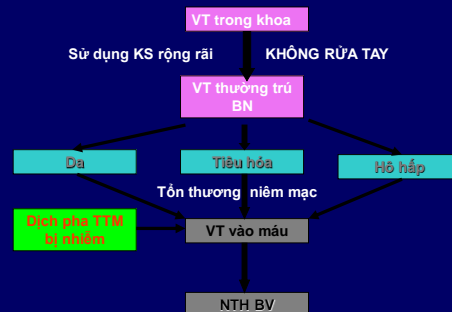 VT trong khoa
Sử dụng KS rộng rãi
KHÔNG RỬA TAY
VT thường trú
BN
Da
Tiêu hóa
Hô hấp
Tổn thương niêm mạc
Dịch pha TTM
bị nhiễm
VT vào máu
NTH BV